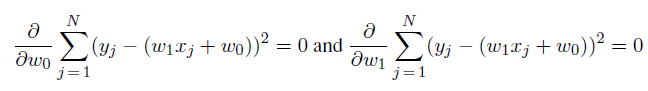 ∂/∂w₀ ∑_{j=1}^{N} (y_j − (w₁x_j + w₀))² = 0 and ∂/∂w₁ ∑_{j=1}^{N} (y_j − (w₁x_j + w₀))² = 0